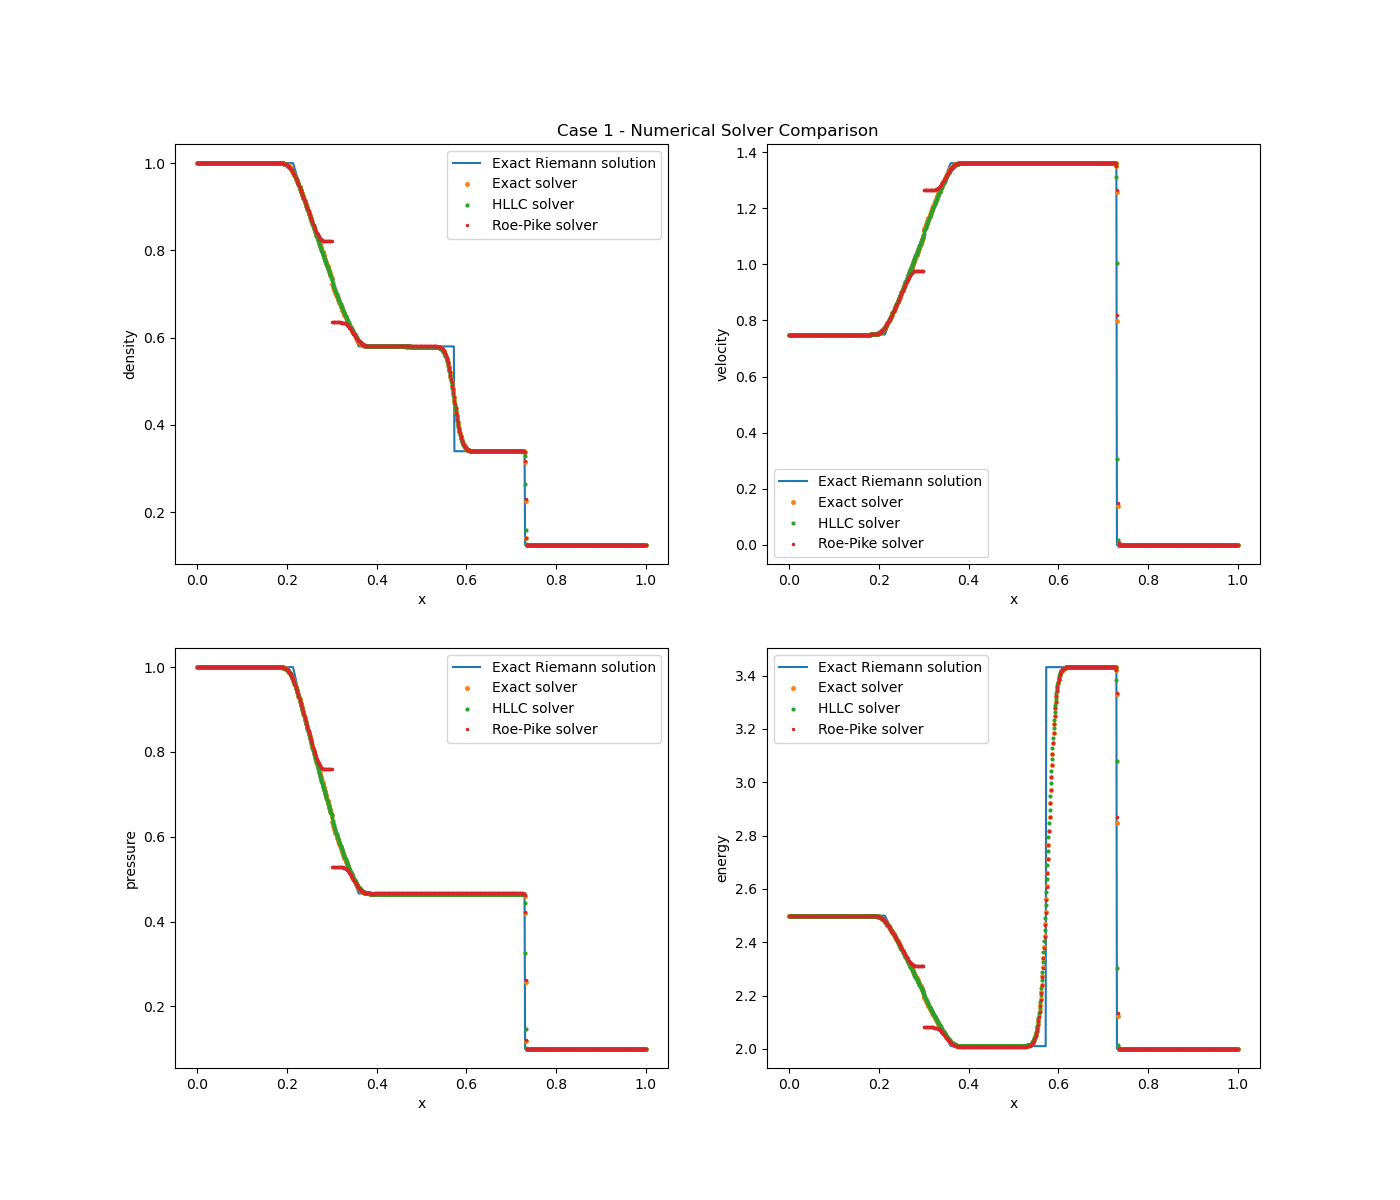 Case 1 - Numerical Solver Comparison
density
1.0
0.8
0.6
0.4
0.2
Exact Riemann solution
Exact solver
HLLC solver
Roe-Pike solver
0.0 0.2 0.4 0.6 0.8 1.0
x
velocity
1.4
1.2
1.0
0.8
0.6
0.4
0.2
0.0
Exact Riemann solution
Exact solver
HLLC solver
Roe-Pike solver
0.0 0.2 0.4 0.6 0.8 1.0
x
pressure
1.0
0.8
0.6
0.4
0.2
Exact Riemann solution
Exact solver
HLLC solver
Roe-Pike solver
0.0 0.2 0.4 0.6 0.8 1.0
x
energy
3.4
3.2
3.0
2.8
2.6
2.4
2.2
2.0
Exact Riemann solution
Exact solver
HLLC solver
Roe-Pike solver
0.0 0.2 0.4 0.6 0.8 1.0
x